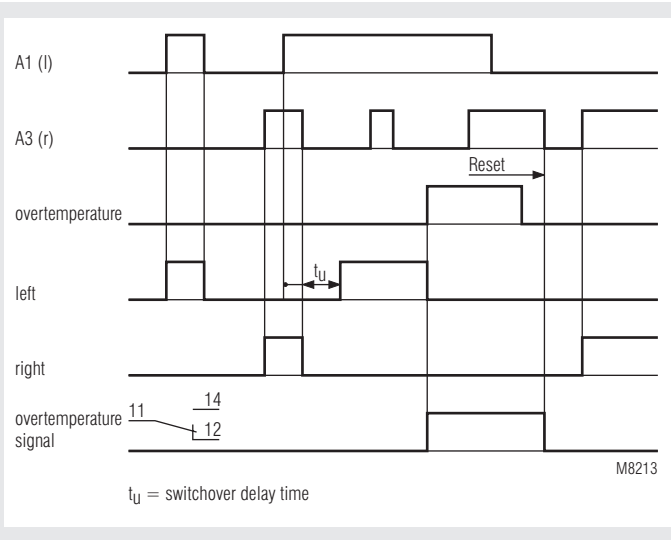 A1 (l)
A3 (r)
Reset
overtemperature
left
tU
right
14
11
overtemperature
12
signal
M8213
tU = switchover delay time